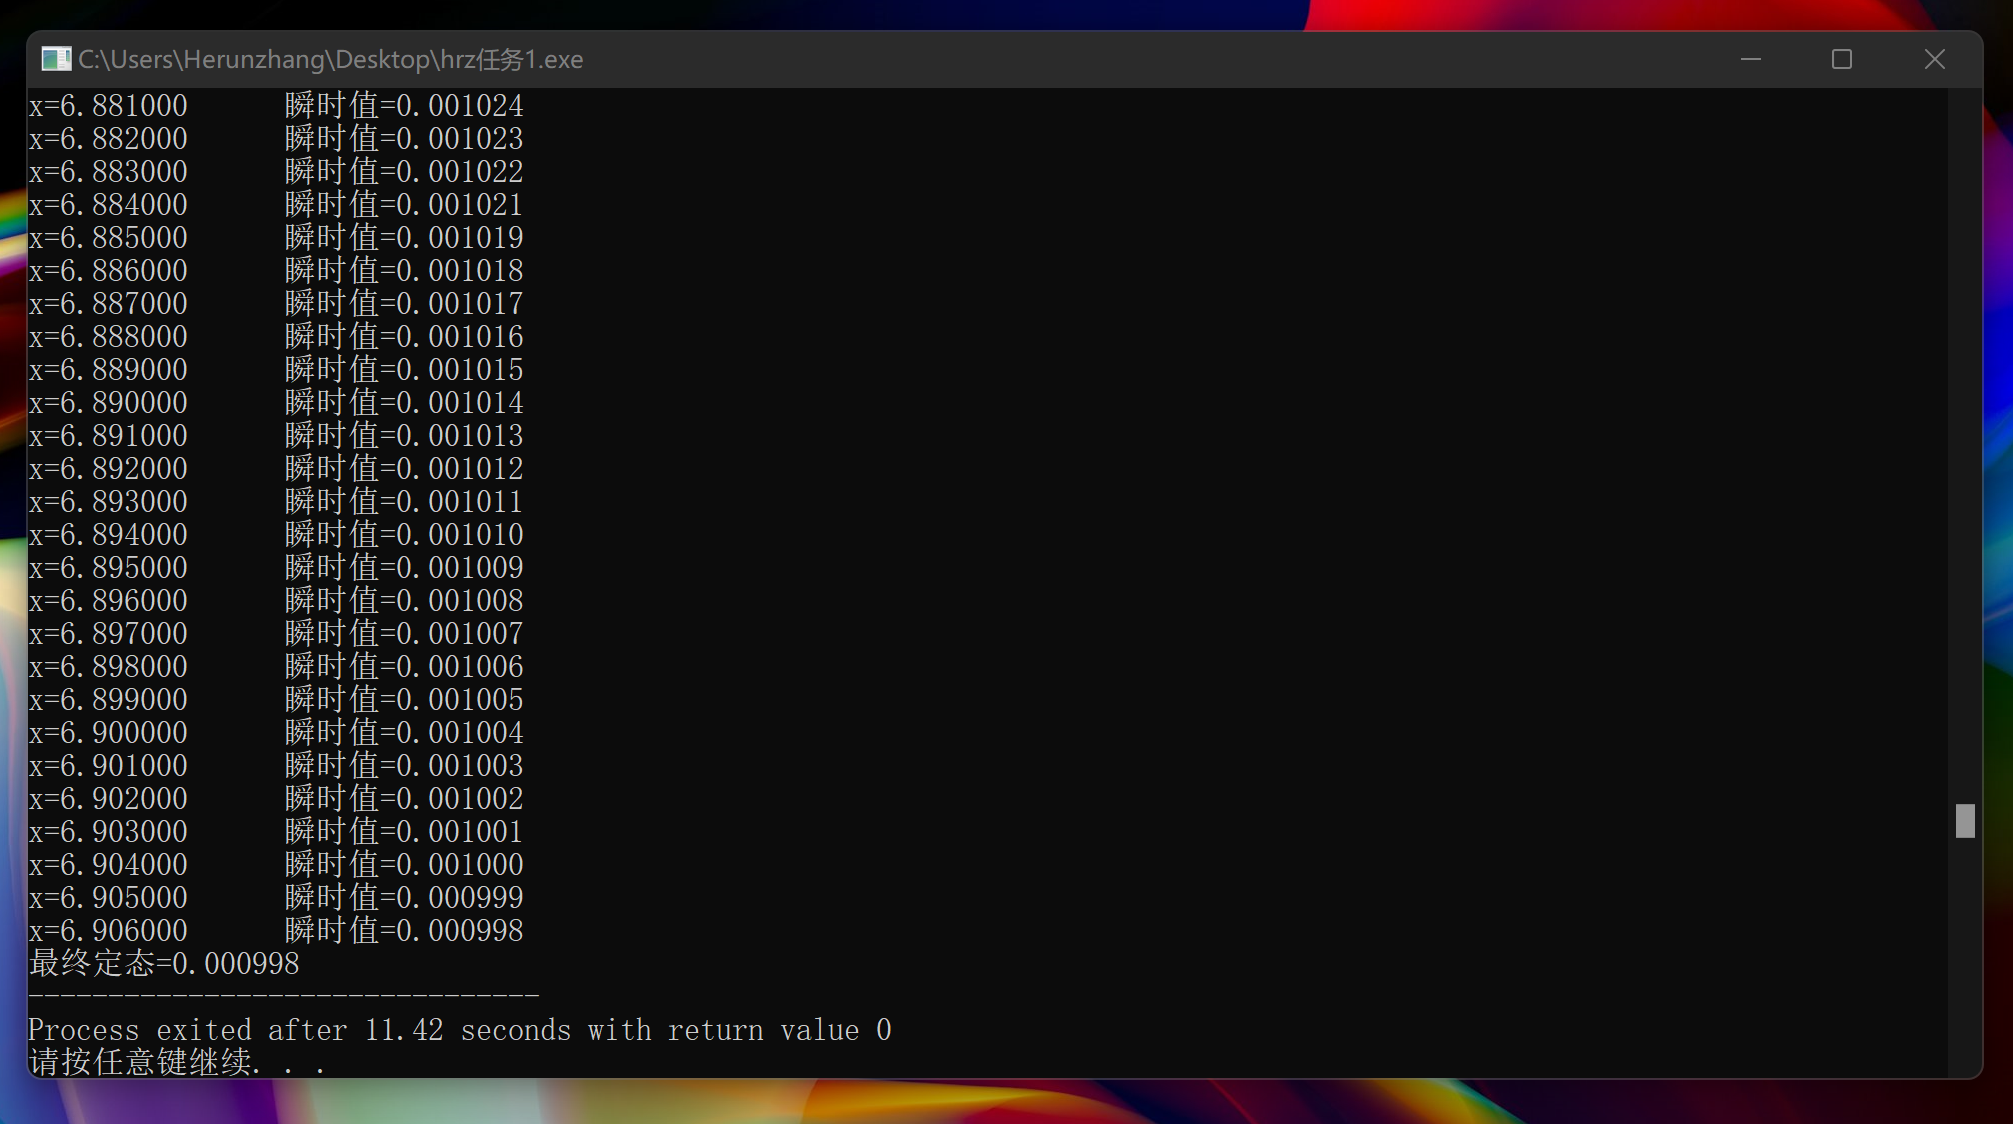 C:\Users\Herunzhang\Desktop\hrz任务1.exe
x=6.881000 瞬时值=0.001024
x=6.882000 瞬时值=0.001023
x=6.883000 瞬时值=0.001022
x=6.884000 瞬时值=0.001021
x=6.885000 瞬时值=0.001019
x=6.886000 瞬时值=0.001018
x=6.887000 瞬时值=0.001017
x=6.888000 瞬时值=0.001016
x=6.889000 瞬时值=0.001015
x=6.890000 瞬时值=0.001014
x=6.891000 瞬时值=0.001013
x=6.892000 瞬时值=0.001012
x=6.893000 瞬时值=0.001011
x=6.894000 瞬时值=0.001010
x=6.895000 瞬时值=0.001009
x=6.896000 瞬时值=0.001008
x=6.897000 瞬时值=0.001007
x=6.898000 瞬时值=0.001006
x=6.899000 瞬时值=0.001005
x=6.900000 瞬时值=0.001004
x=6.901000 瞬时值=0.001003
x=6.902000 瞬时值=0.001002
x=6.903000 瞬时值=0.001001
x=6.904000 瞬时值=0.001000
x=6.905000 瞬时值=0.000999
x=6.906000 瞬时值=0.000998
最终定态=0.000998
--------------------------------
Process exited after 11.42 seconds with return value 0
请按任意键继续. . .